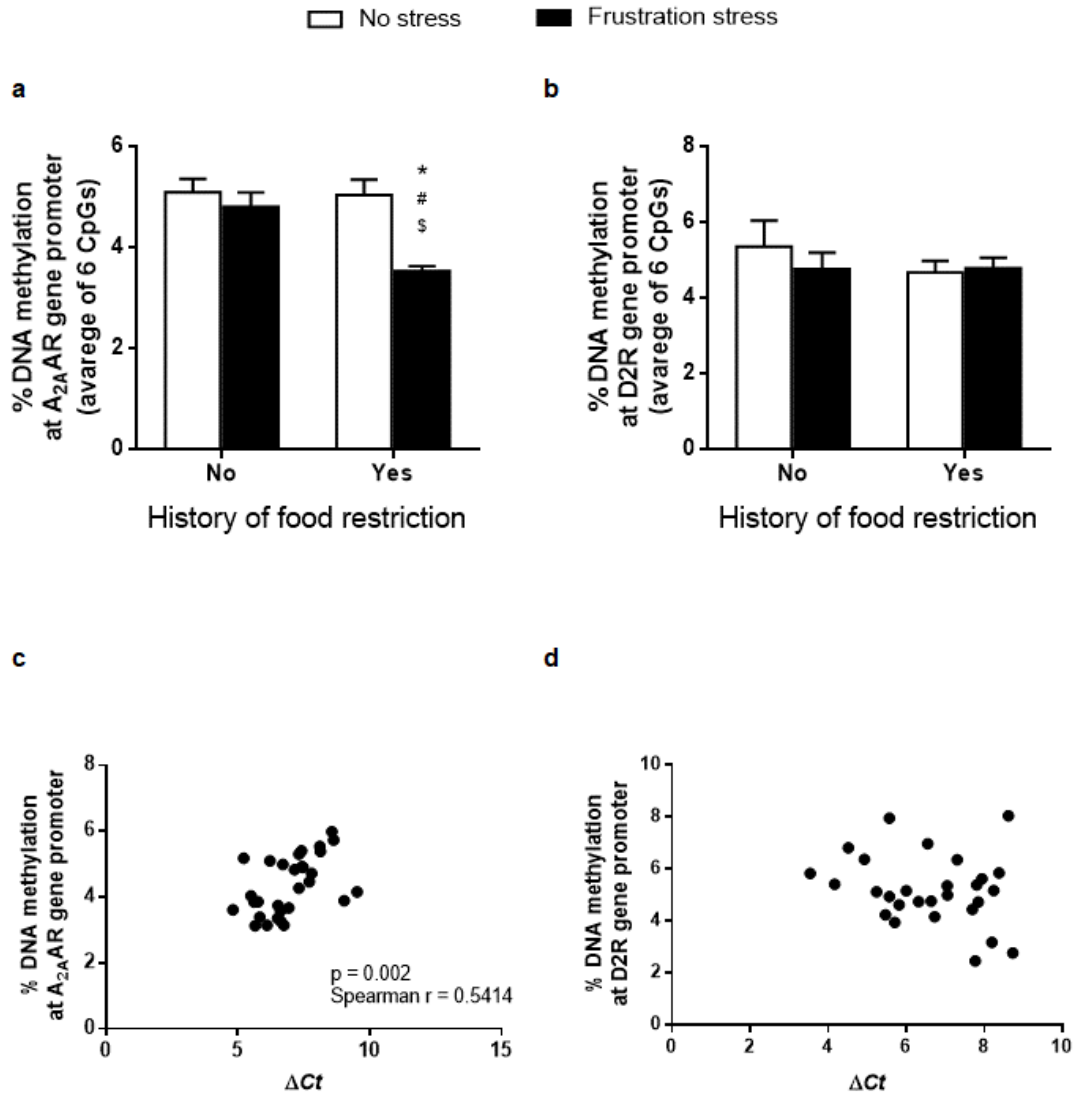 No stress Frustration stress
a
% DNA methylation
at A2AAR gene promoter
(avarege of 6 CpGs)
6
4
2
0
*
#
$
No Yes
History of food restriction
b
% DNA methylation
at D2R gene promoter
(avarege of 6 CpGs)
8
6
4
2
0
No Yes
History of food restriction
c
% DNA methylation
at A2AAR gene promoter
8
6
4
2
0
p = 0.002
Spearman r = 0.5414
0 5 10 15
ΔCt
d
% DNA methylation
at D2R gene promoter
10
8
6
4
2
0
0 2 4 6 8 10
ΔCt